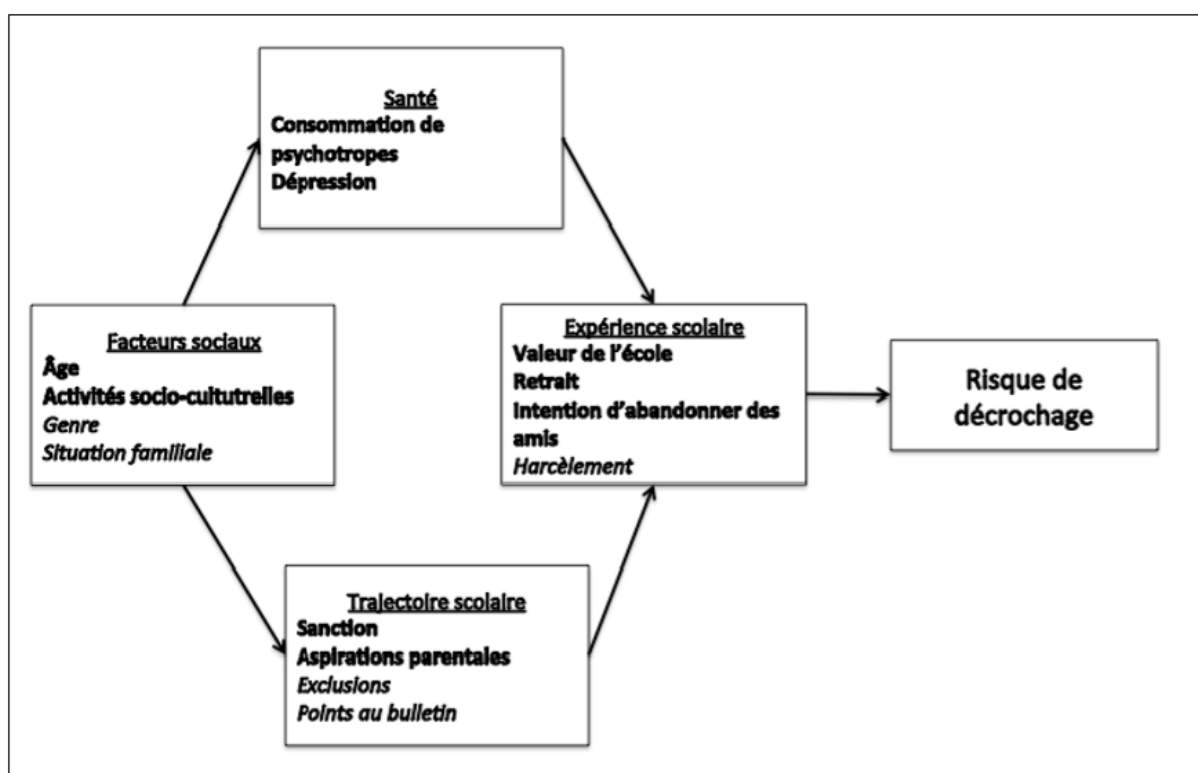 Santé
Consommation de
psychotropes
Dépression
Facteurs sociaux
Âge
Activités socio-cultutrelles
Genre
Situation familiale
Expérience scolaire
Valeur de l'école
Retrait
Intention d'abandonner des
amis
Harcèlement
Risque de
décrochage
Trajectoire scolaire
Sanction
Aspirations parentales
Exclusions
Points au bulletin